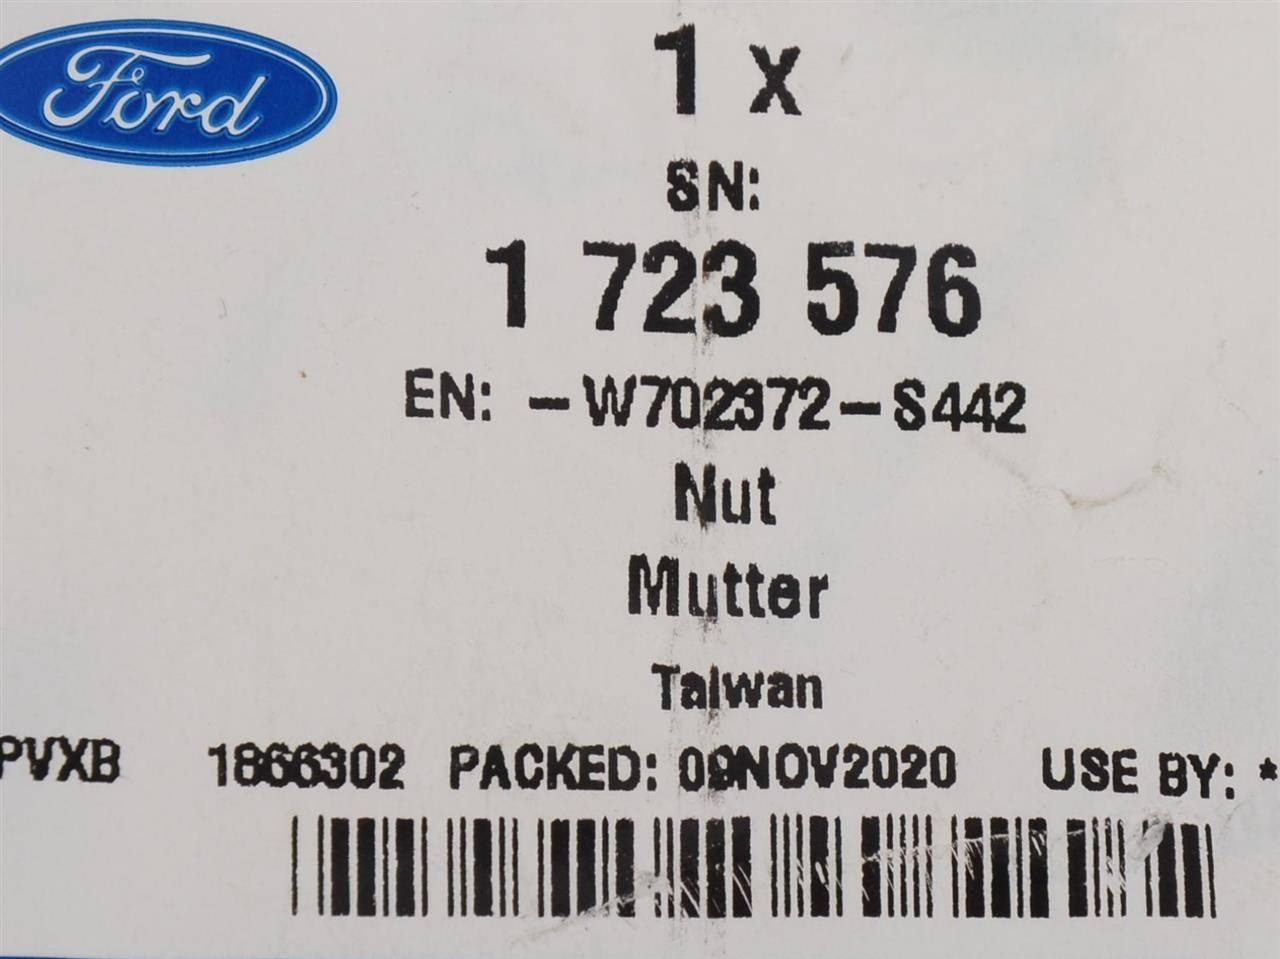 Ford
1 x
SN:
1 723 576
EN: -W702372-S442
Nut
Mutter
Taiwan
PVXB 1866302 PACKED: 09NOV2020 USE BY: *